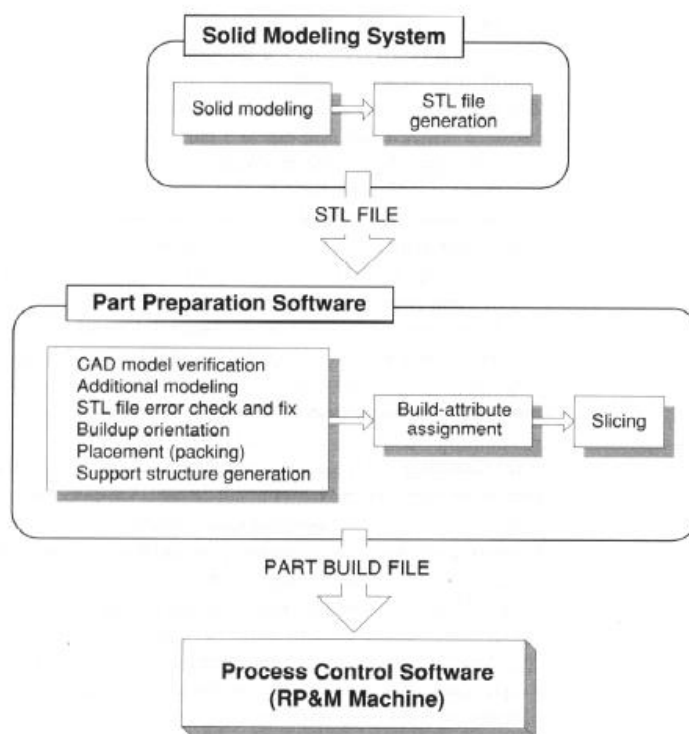 Solid Modeling System
Solid modeling
STL file
generation
STL FILE
Part Preparation Software
CAD model verification
Additional modeling
STL file error check and fix
Buildup orientation
Placement (packing)
Support structure generation
Build-attribute
assignment
Slicing
PART BUILD FILE
Process Control Software
(RP&M Machine)